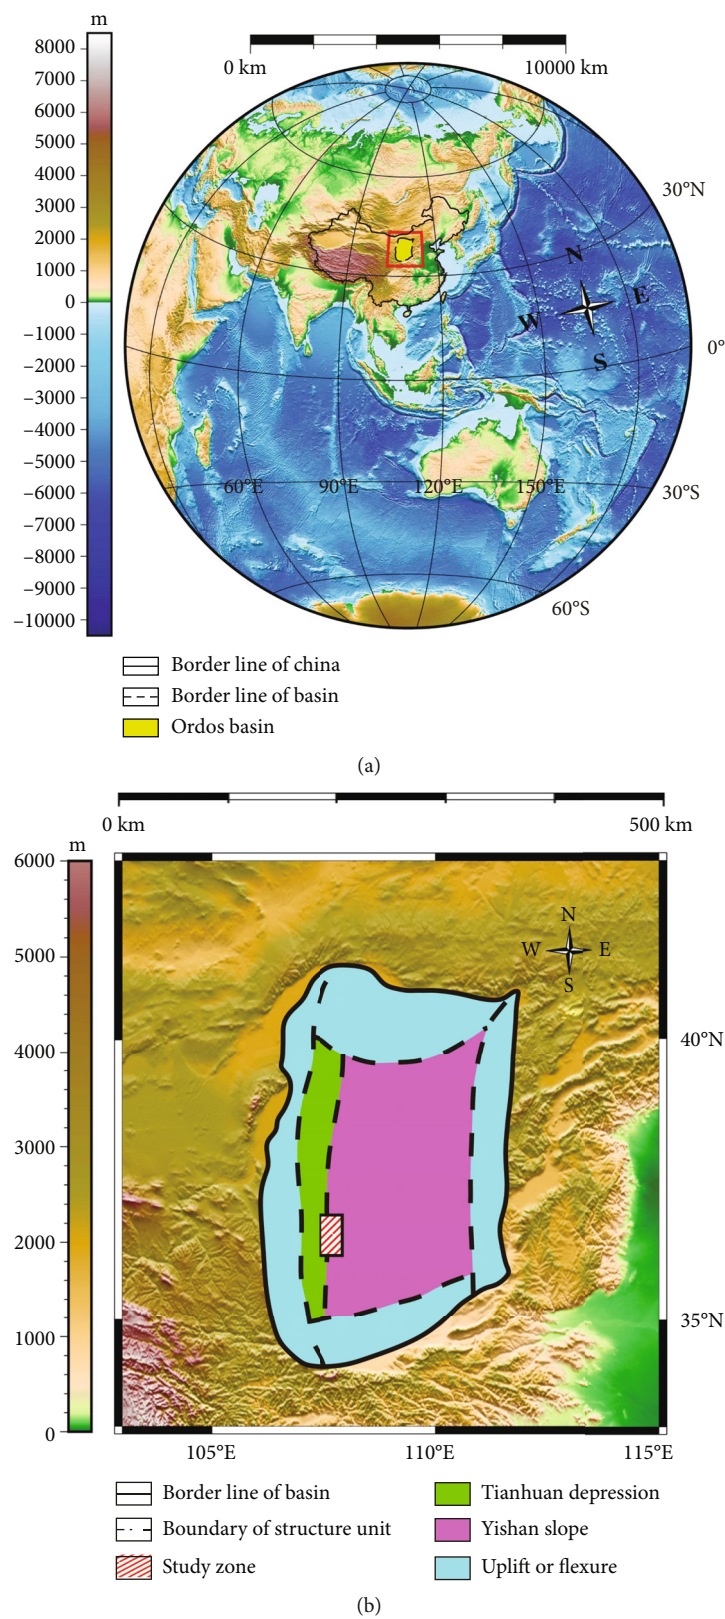 m
8000
7000
6000
5000
4000
3000
2000
1000
0
−1000
−2000
−3000
−4000
−5000
−6000
−7000
−8000
−9000
−10000
0 km 10000 km
30°N
N
E
W
S
0°
60°E 90°E 120°E 150°E
30°S
60°S
Border line of china
Border line of basin
Ordos basin
(a)
0 km 500 km
m
6000
5000
4000
3000
2000
1000
0
N
W E
S
40°N
35°N
105°E 110°E 115°E
Border line of basin
Boundary of structure unit
Study zone
Tianhuan depression
Yishan slope
Uplift or flexure
(b)